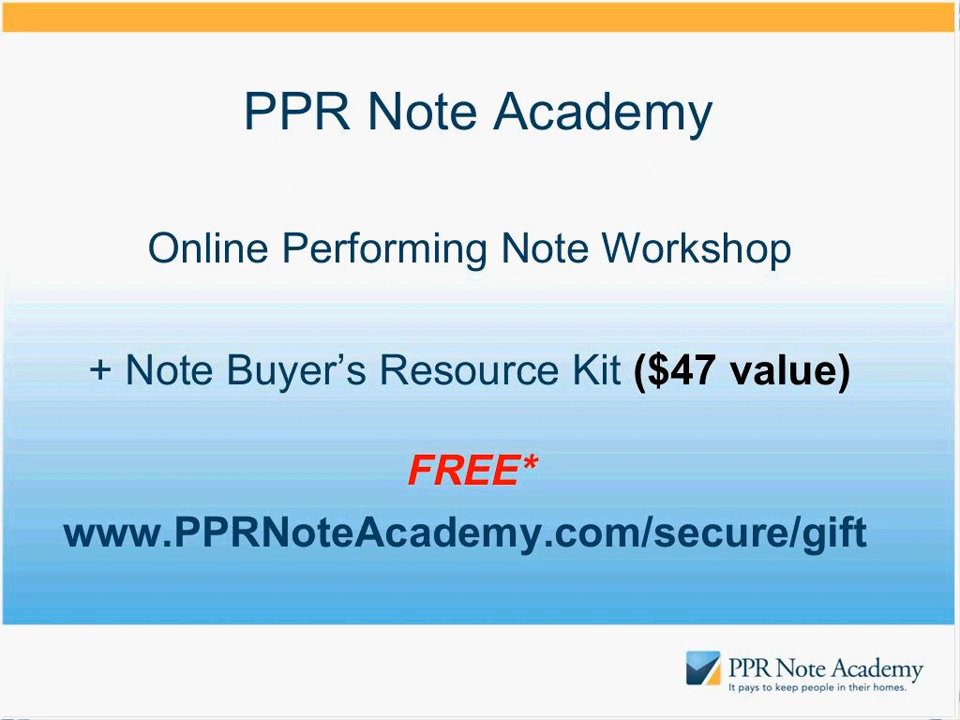 PPR Note Academy
Online Performing Note Workshop
+ Note Buyer’s Resource Kit ($47 value)
FREE*
www.PPRNoteAcademy.com/secure/gift
PPR Note Academy
It pays to keep people in their homes.